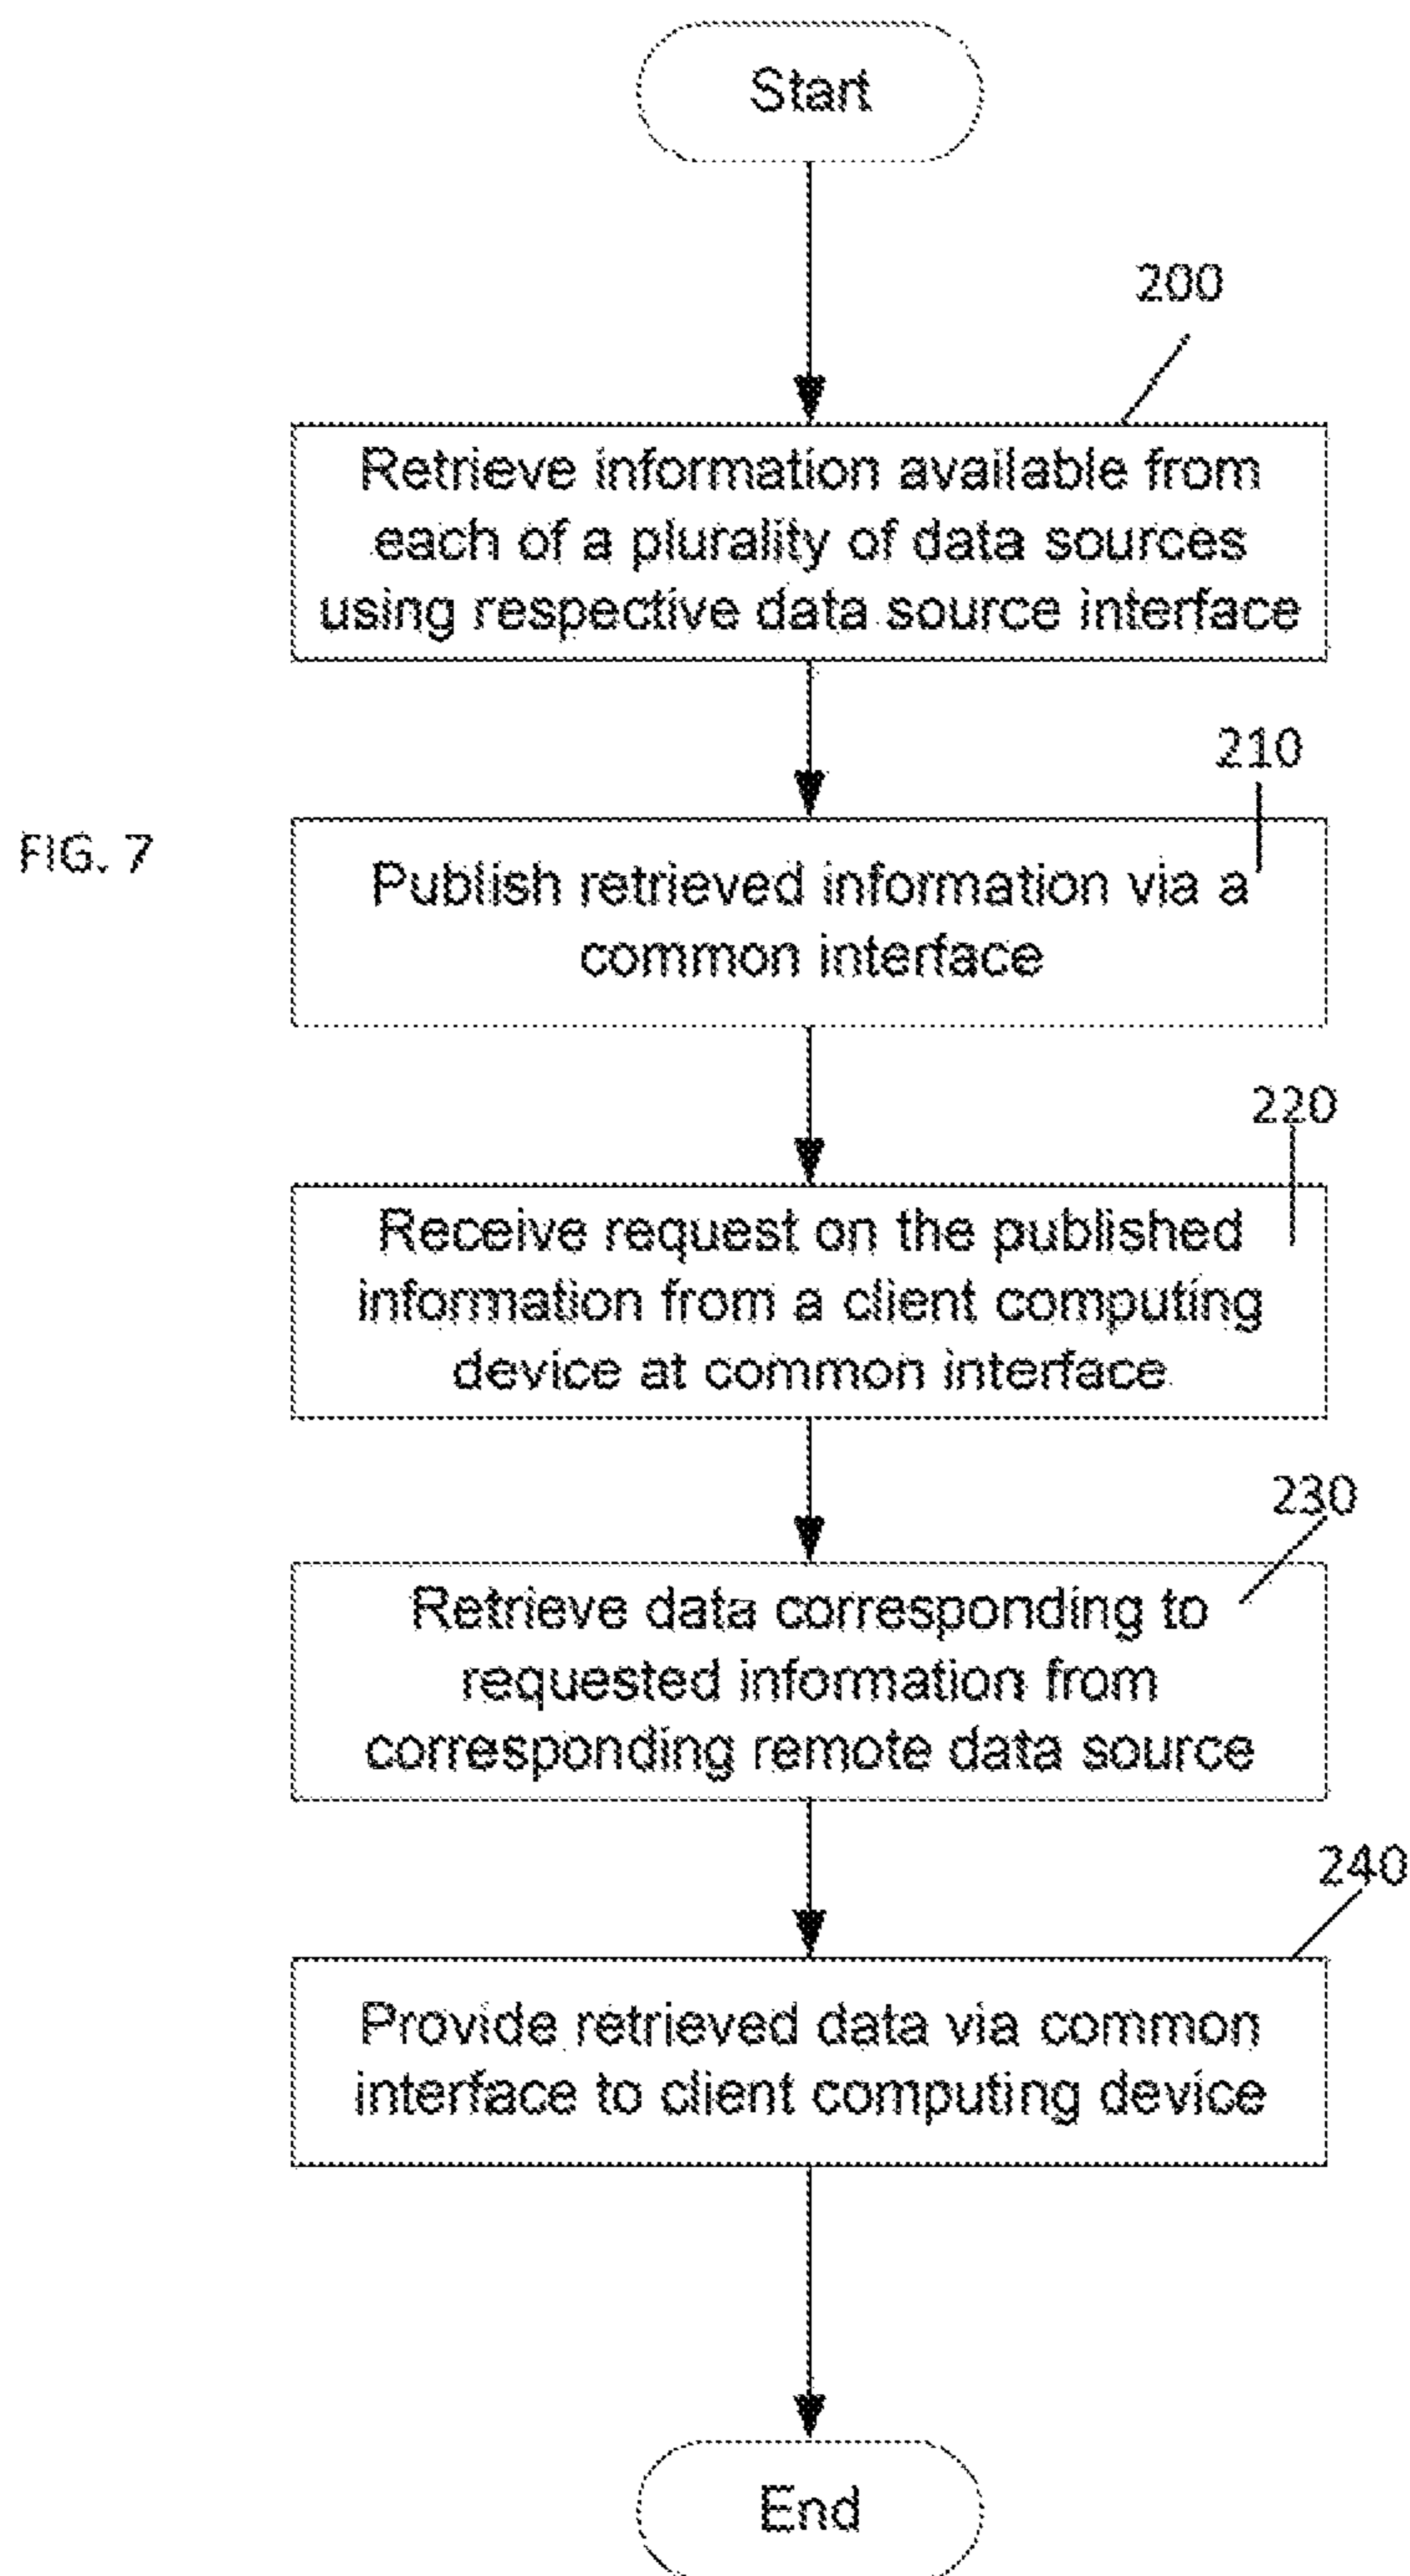 Start
200
Retrieve information available from
each of a plurality of data sources
using respective data source interface
210
FIG. 7
Publish retrieved information via a
common interface
220
Receive request on the published
information from a client computing
device at common interface
230
Retrieve data corresponding to
requested information from
corresponding remote data source
240
Provide retrieved data via common
interface to client computing device
End